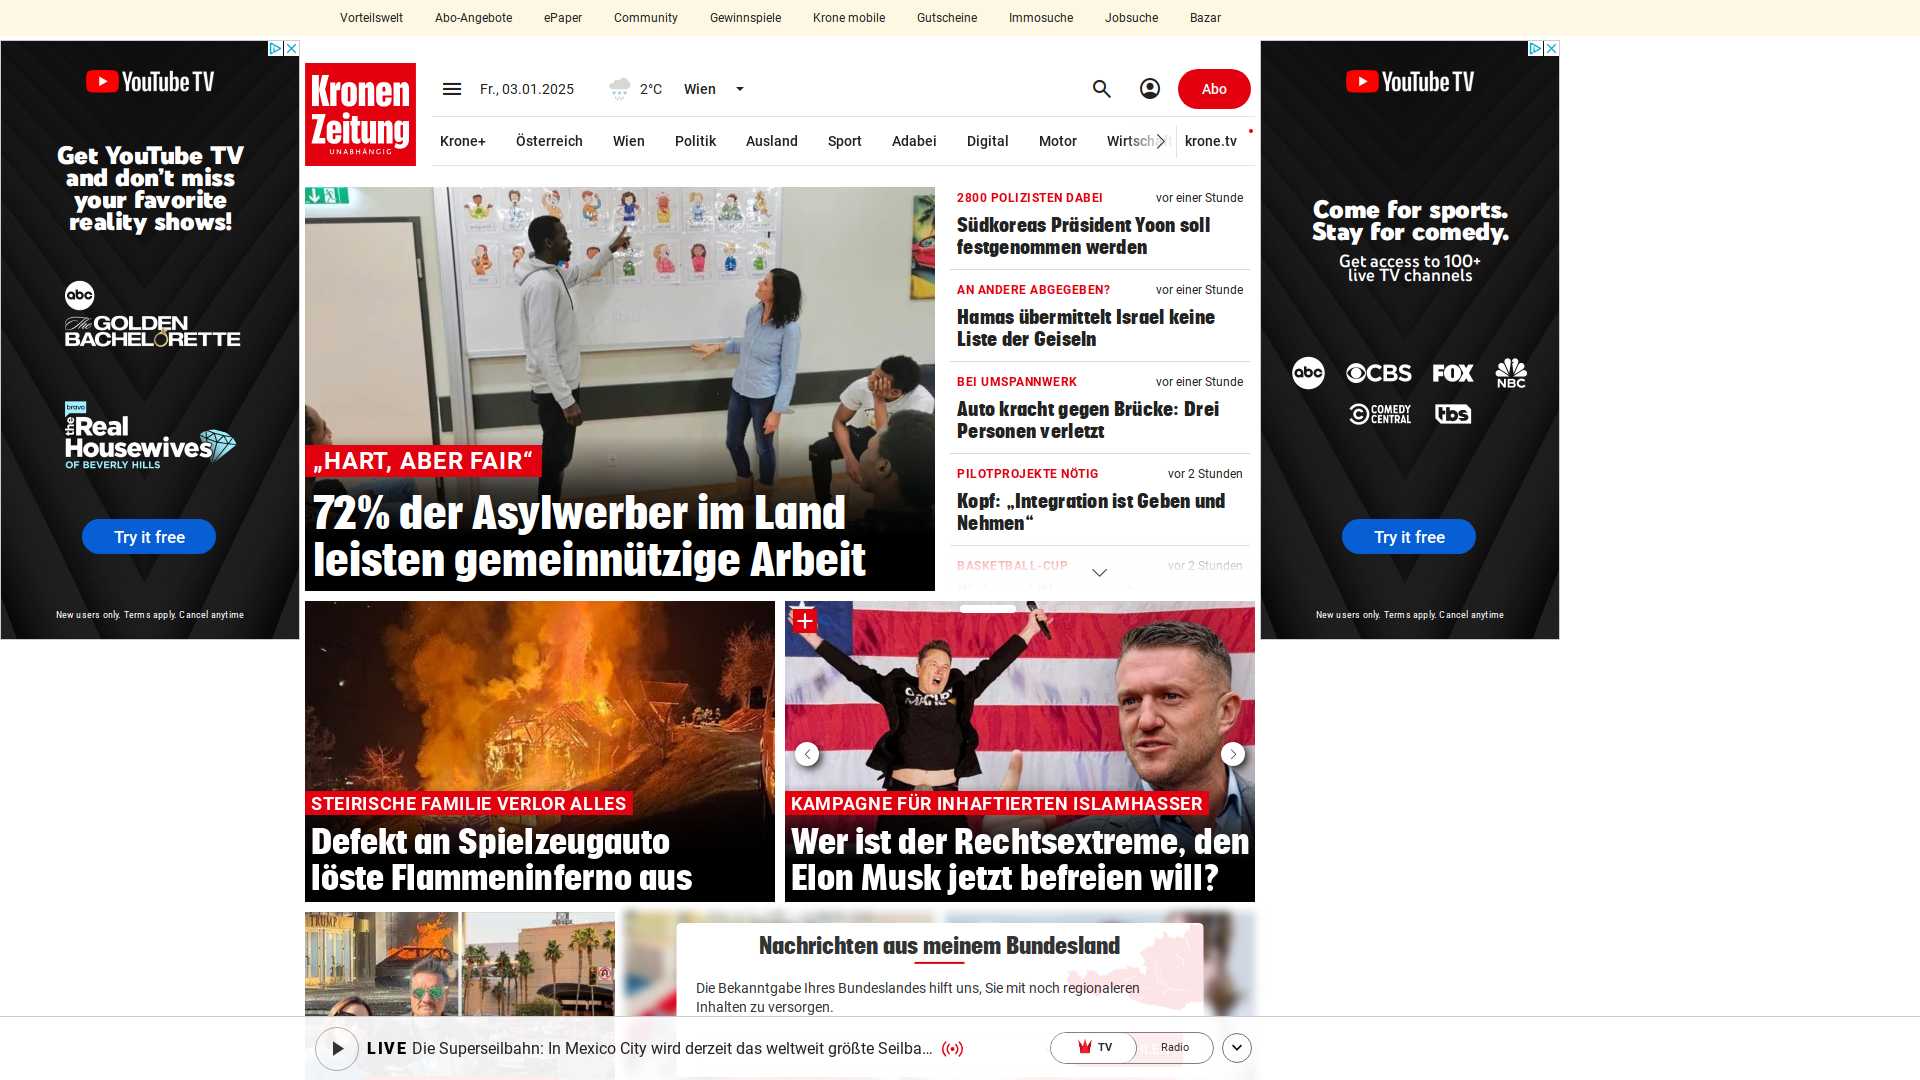 Vorteilswelt Abo-Angebote ePaper Community Gewinnspiele Krone mobile Gutscheine Immosuche Jobsuche Bazar
YouTube TV
Get YouTube TV
and don't miss
your favorite
reality shows!
abc
The GOLDEN
BACHELORETTE
bravo
the Real
Housewives
OF BEVERLY HILLS
Try it free
New users only. Terms apply. Cancel anytime
Kronen
Zeitung
UNABHÄNGIG
Fr., 03.01.2025 2°C Wien Abo
Krone+ Österreich Wien Politik Ausland Sport Adabei Digital Motor Wirtschaft krone.tv
„HART, ABER FAIR“
72% der Asylwerber im Land
leisten gemeinnützige Arbeit
2800 POLIZISTEN DABEI vor einer Stunde
Südkoreas Präsident Yoon soll
festgenommen werden
AN ANDERE ABGEGEBEN? vor einer Stunde
Hamas übermittelt Israel keine
Liste der Geiseln
BEI UMSPANNWERK vor einer Stunde
Auto kracht gegen Brücke: Drei
Personen verletzt
PILOTPROJEKTE NÖTIG vor 2 Stunden
Kopf: „Integration ist Geben und
Nehmen“
BASKETBALL-CUP vor 2 Stunden
STEIRISCHE FAMILIE VERLOR ALLES
Defekt an Spielzeugauto
löste Flammeninferno aus
OCCUPY
MARS
KAMPAGNE FÜR INHAFTIERTEN ISLAMHASSER
Wer ist der Rechtsextreme, den
Elon Musk jetzt befreien will?
TRUMP
Nachrichten aus meinem Bundesland
Die Bekanntgabe Ihres Bundeslandes hilft uns, Sie mit noch regionaleren
Inhalten zu versorgen.
LIVE Die Superseilbahn: In Mexico City wird derzeit das weltweit größte Seilba...
TV Radio
YouTube TV
Come for sports.
Stay for comedy.
Get access to 100+
live TV channels
abc CBS FOX NBC
COMEDY
CENTRAL
tbs
Try it free
New users only. Terms apply. Cancel anytime